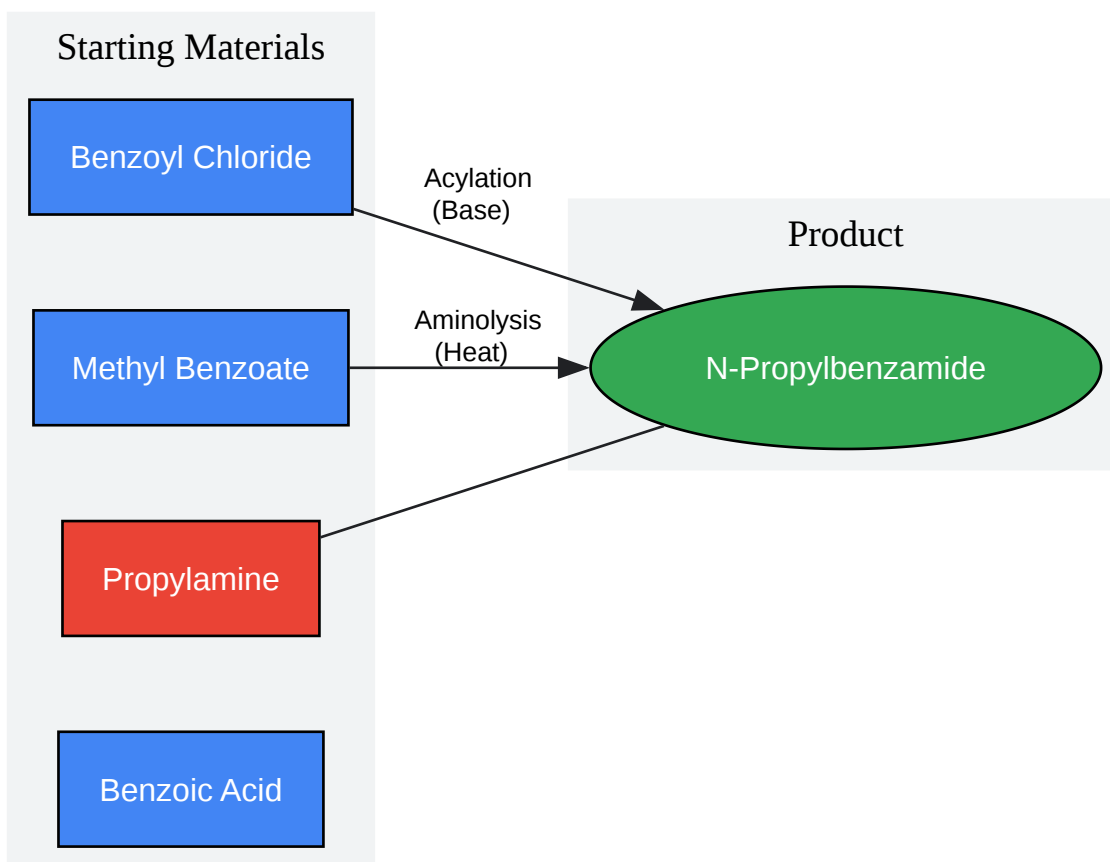 Starting Materials
Benzoyl Chloride
Acylation
(Base)
Product
Methyl Benzoate
Aminolysis
(Heat)
N-Propylbenzamide
Propylamine
Benzoic Acid